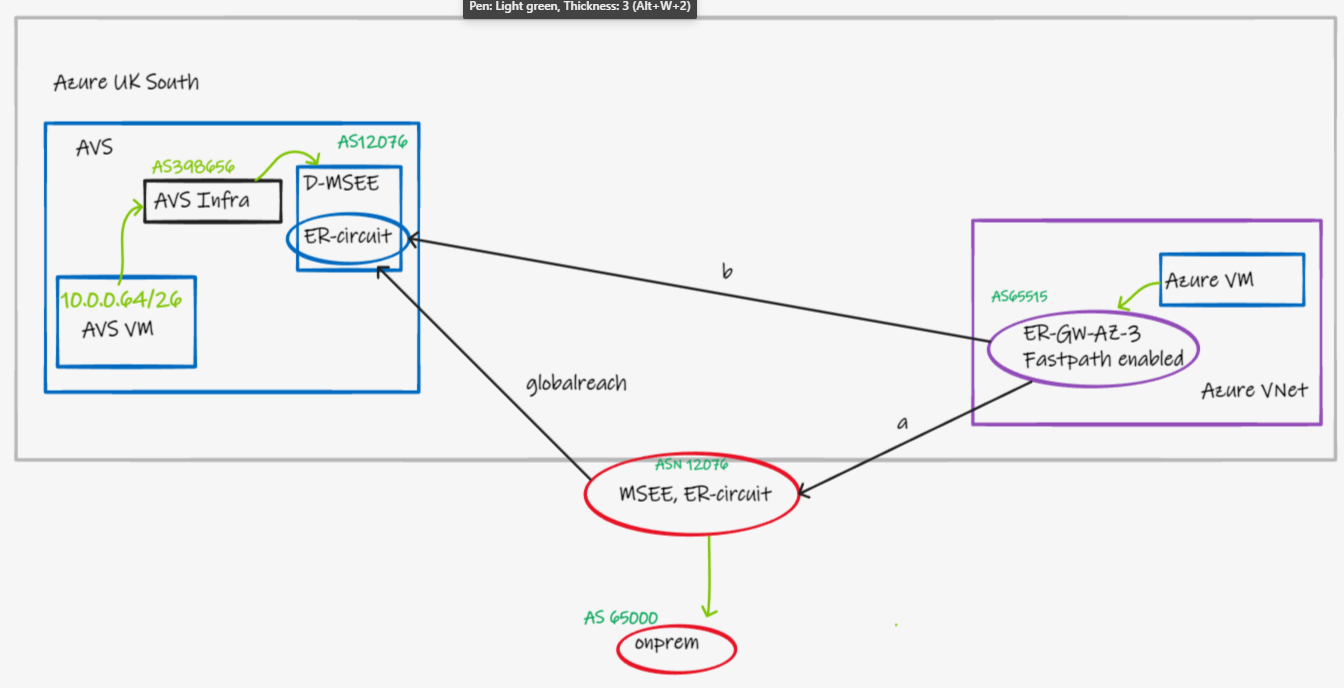 Pen: Light green, Thickness: 3 (Alt+W+2)
Azure UK South
AVS
AS12076
AS398656
D-MSEE
AVS Infra
ER-circuit
10.0.0.64/26
AVS VM
b
Azure VM
AS65515
ER-GW-AZ-3
Fastpath enabled
Azure VNet
globalreach
a
ASN 12076
MSEE, ER-circuit
AS 65000
onprem